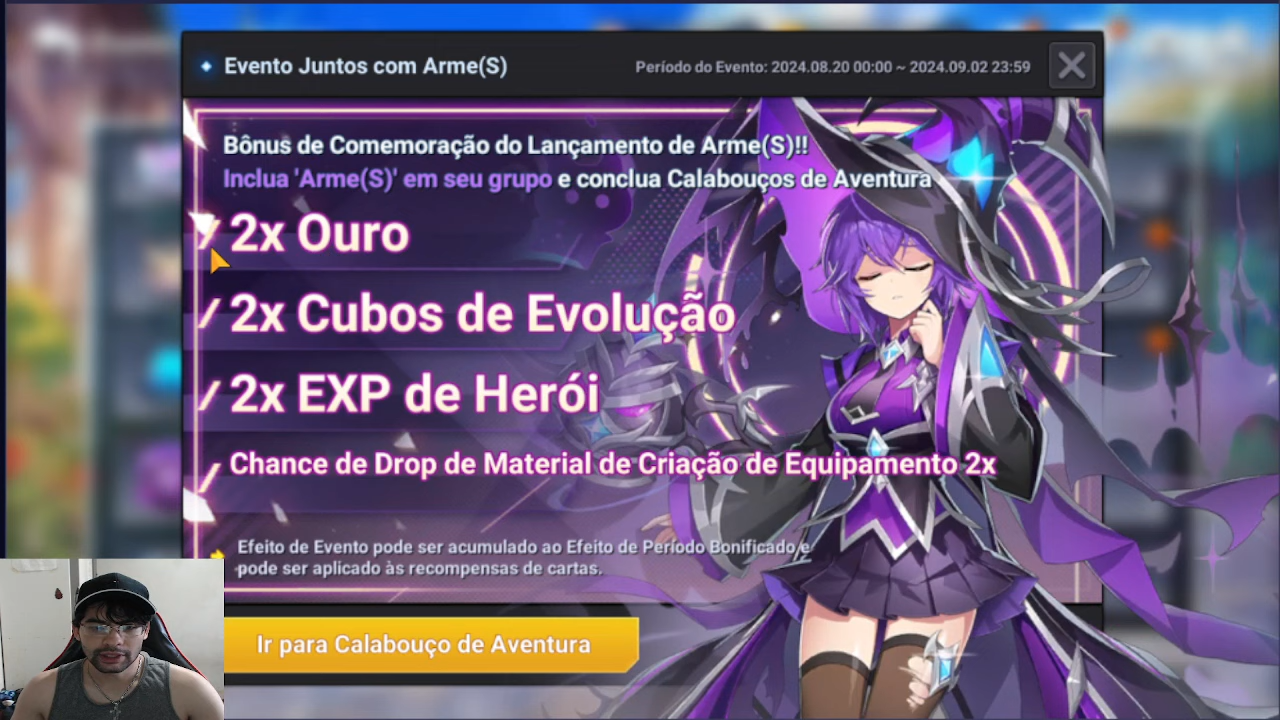 Evento Juntos com Arme(S)
Período do Evento: 2024.08.20 00:00 ~ 2024.09.02 23:59
Bônus de Comemoração do Lançamento de Arme(S)!!
Inclua 'Arme(S)' em seu grupo e conclua Calabouços de Aventura
2x Ouro
2x Cubos de Evolução
2x EXP de Herói
Chance de Drop de Material de Criação de Equipamento 2x
Efeito de Evento pode ser acumulado ao Efeito de Período Bonificado e
pode ser aplicado às recompensas de cartas.
Ir para Calabouço de Aventura